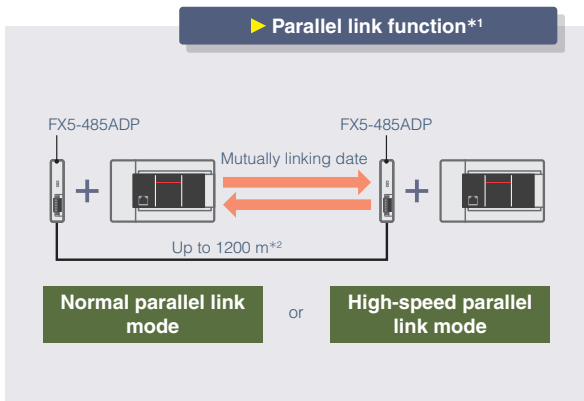 ▶ Parallel link function*1
FX5-485ADP
FX5-485ADP
+
Mutually linking date
+
Up to 1200 m*2
Normal parallel link
mode
or
High-speed parallel
link mode